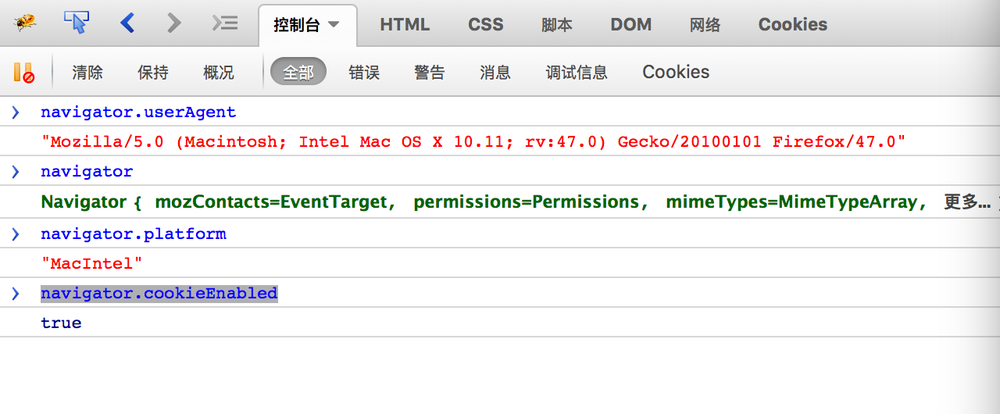 控制台 HTML CSS 脚本 DOM 网络 Cookies
清除 保持 概况 全部 错误 警告 消息 调试信息 Cookies
navigator.userAgent
"Mozilla/5.0 (Macintosh; Intel Mac OS X 10.11; rv:47.0) Gecko/20100101 Firefox/47.0"
navigator
Navigator { mozContacts=EventTarget, permissions=Permissions, mimeTypes=MimeTypeArray, 更多...
navigator.platform
"MacIntel"
navigator.cookieEnabled
true